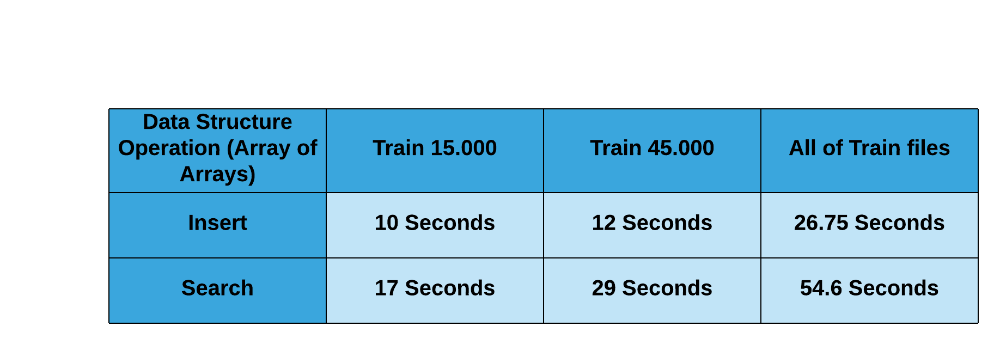 Data Structure
Operation (Array of
Arrays)
Train 15.000
Train 45.000
All of Train files
Insert
10 Seconds
12 Seconds
26.75 Seconds
Search
17 Seconds
29 Seconds
54.6 Seconds